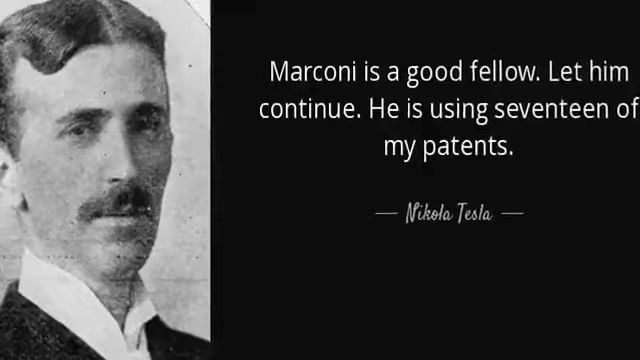 Marconi is a good fellow. Let him
continue. He is using seventeen of
my patents.
— Nikola Tesla —